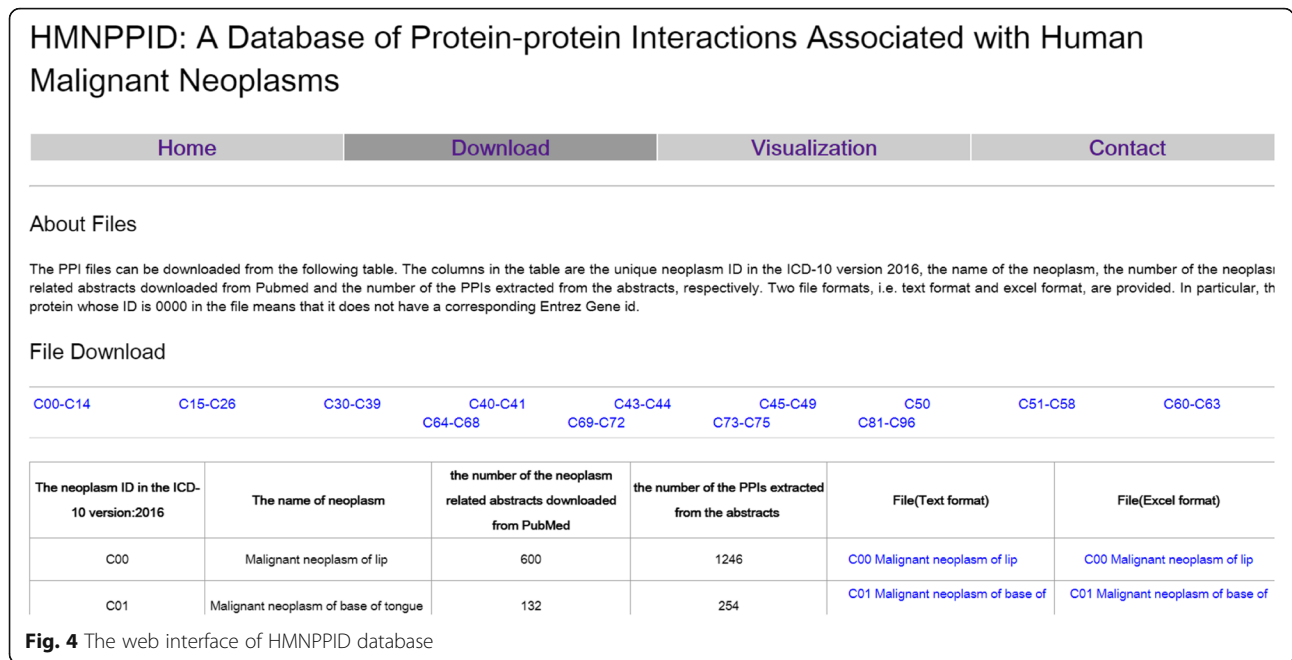 HMNPPID: A Database of Protein-protein Interactions Associated with Human
Malignant Neoplasms
Home Download Visualization Contact
About Files
The PPI files can be downloaded from the following table. The columns in the table are the unique neoplasm ID in the ICD-10 version 2016, the name of the neoplasm, the number of the
related abstracts downloaded from Pubmed and the number of the PPIs extracted from the abstracts, respectively. Two file formats, i.e. text format and excel format, are provided. In particular,
protein whose ID is 0000 in the file means that it does not have a corresponding Entrez Gene id.
File Download
C00-C14 C15-C26 C30-C39 C40-C41 C43-C44 C45-C49 C50 C51-C58 C60-C63
C64-C68 C69-C72 C73-C75 C81-C96
The neoplasm ID in the ICD-
10 version:2016
The name of neoplasm
the number of the neoplasm
related abstracts downloaded
from PubMed
the number of the PPIs extracted
from the abstracts
File(Text format)
File(Excel format)
C00 Malignant neoplasm of lip 600 1246 C00 Malignant neoplasm of lip C00 Malignant neoplasm of lip
C01 Malignant neoplasm of base of tongue 132 254 C01 Malignant neoplasm of base of C01 Malignant neoplasm of base of
Fig. 4 The web interface of HMNPPID database